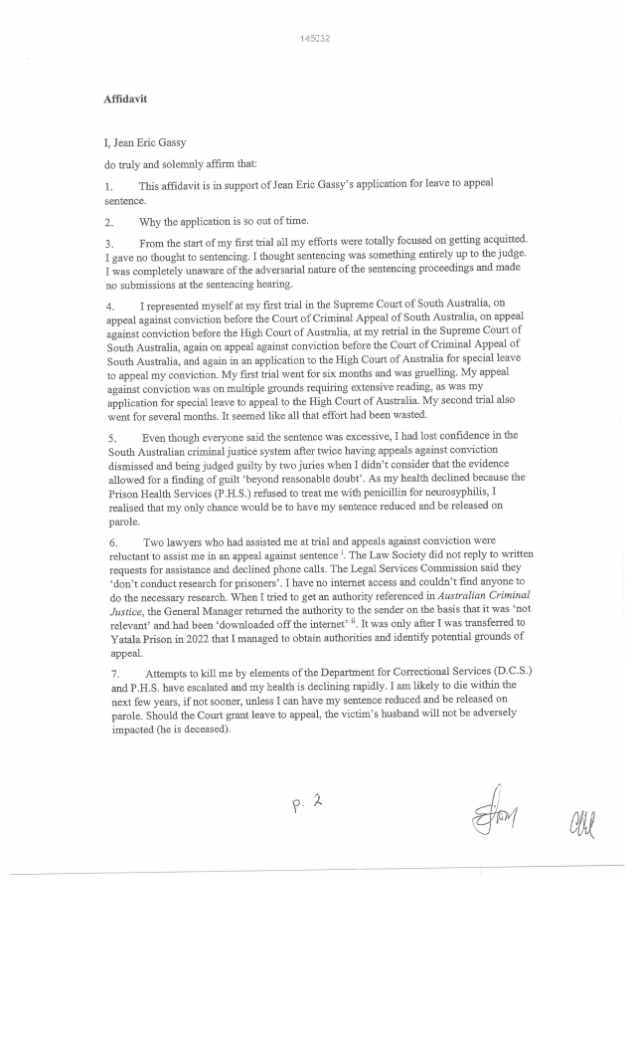 145032
Affidavit
I, Jean Eric Gassy
do truly and solemnly affirm that:
1. This affidavit is in support of Jean Eric Gassy's application for leave to appeal
sentence.
2. Why the application is so out of time.
3. From the start of my first trial all my efforts were totally focused on getting acquitted.
I gave no thought to sentencing. I thought sentencing was something entirely up to the judge.
I was completely unaware of the adversarial nature of the sentencing proceedings and made
no submissions at the sentencing hearing.
4. I represented myself at my first trial in the Supreme Court of South Australia, on
appeal against conviction before the Court of Criminal Appeal of South Australia, on appeal
against conviction before the High Court of Australia, at my retrial in the Supreme Court of
South Australia, again on appeal against conviction before the Court of Criminal Appeal of
South Australia, and again in an application to the High Court of Australia for special leave
to appeal my conviction. My first trial went for six months and was gruelling. My appeal
against conviction was on multiple grounds requiring extensive reading, as was my
application for special leave to appeal to the High Court of Australia. My second trial also
went for several months. It seemed like all that effort had been wasted.
5. Even though everyone said the sentence was excessive, I had lost confidence in the
South Australian criminal justice system after twice having appeals against conviction
dismissed and being judged guilty by two juries when I didn't consider that the evidence
allowed for a finding of guilt 'beyond reasonable doubt'. As my health declined because the
Prison Health Services (P.H.S.) refused to treat me with penicillin for neurosyphilis, I
realised that my only chance would be to have my sentence reduced and be released on
parole.
6. Two lawyers who had assisted me at trial and appeals against conviction were
reluctant to assist me in an appeal against sentence i. The Law Society did not reply to written
requests for assistance and declined phone calls. The Legal Services Commission said they
'don't conduct research for prisoners'. I have no internet access and couldn't find anyone to
do the necessary research. When I tried to get an authority referenced in Australian Criminal
Justice, the General Manager returned the authority to the sender on the basis that it was 'not
relevant' and had been 'downloaded off the internet' ii. It was only after I was transferred to
Yatala Prison in 2022 that I managed to obtain authorities and identify potential grounds of
appeal.
7. Attempts to kill me by elements of the Department for Correctional Services (D.C.S.)
and P.H.S. have escalated and my health is declining rapidly. I am likely to die within the
next few years, if not sooner, unless I can have my sentence reduced and be released on
parole. Should the Court grant leave to appeal, the victim's husband will not be adversely
impacted (he is deceased).
p. 2